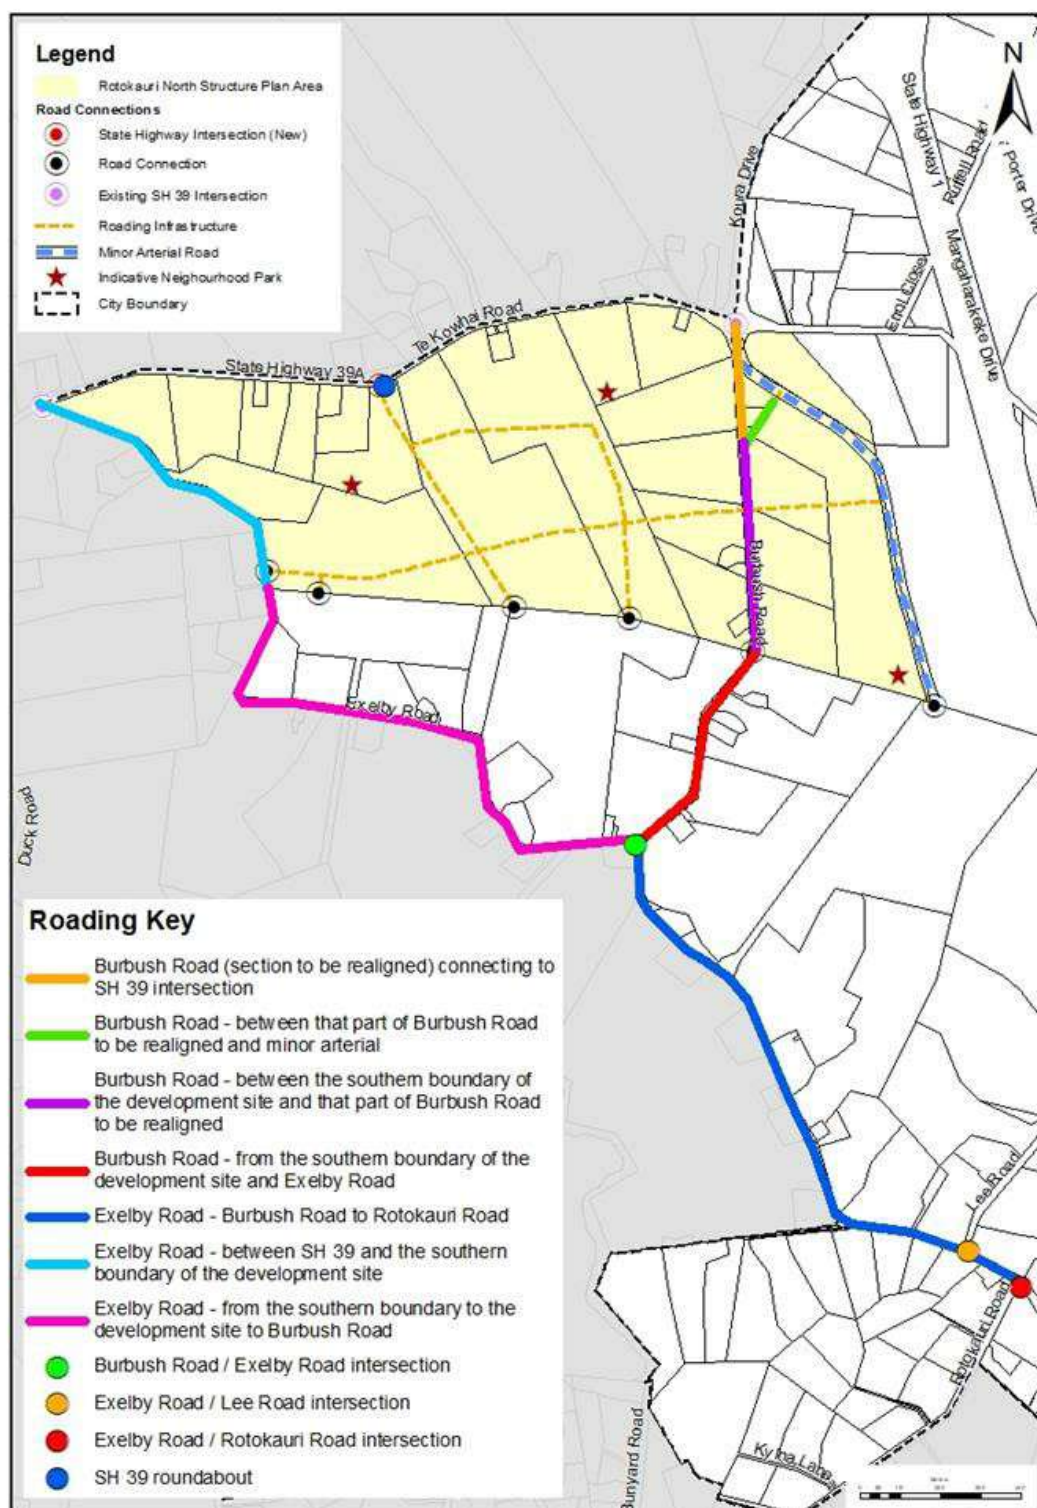 Legend
Rotokauri North Structure Plan Area
Road Connections
State Highway Intersection (New)
Road Connection
Existing SH 39 Intersection
Roading Infrastructure
Minor Arterial Road
Indicative Neighourhood Park
City Boundary
N
State Highway 1
Ruffell Road
Porter Drive
Koura Drive
Mangaharakeke Drive
Te Kowhai Road
State Highway 39A
Burbush Road
Exelby Road
Duck Road
Roading Key
Burbush Road (section to be realigned) connecting to
SH 39 intersection
Burbush Road - between that part of Burbush Road
to be realigned and minor arterial
Burbush Road - between the southern boundary of
the development site and that part of Burbush Road
to be realigned
Burbush Road - from the southern boundary of the
development site and Exelby Road
Exelby Road - Burbush Road to Rotokauri Road
Exelby Road - between SH 39 and the southern
boundary of the development site
Exelby Road - from the southern boundary to the
development site to Burbush Road
Burbush Road / Exelby Road intersection
Exelby Road / Lee Road intersection
Exelby Road / Rotokauri Road intersection
SH 39 roundabout
Lee Road
Rotokauri Road
Bunyard Road